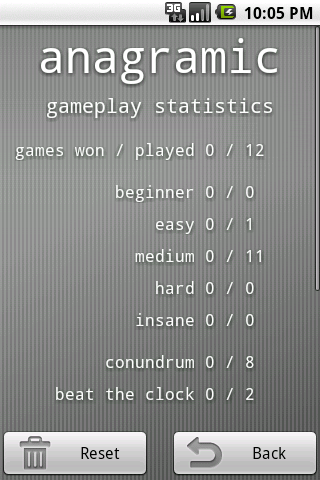 3G 10:05 PM
anagramic
gameplay statistics
games won / played 0 / 12
beginner 0 / 0
easy 0 / 1
medium 0 / 11
hard 0 / 0
insane 0 / 0
conundrum 0 / 8
beat the clock 0 / 2
Reset Back